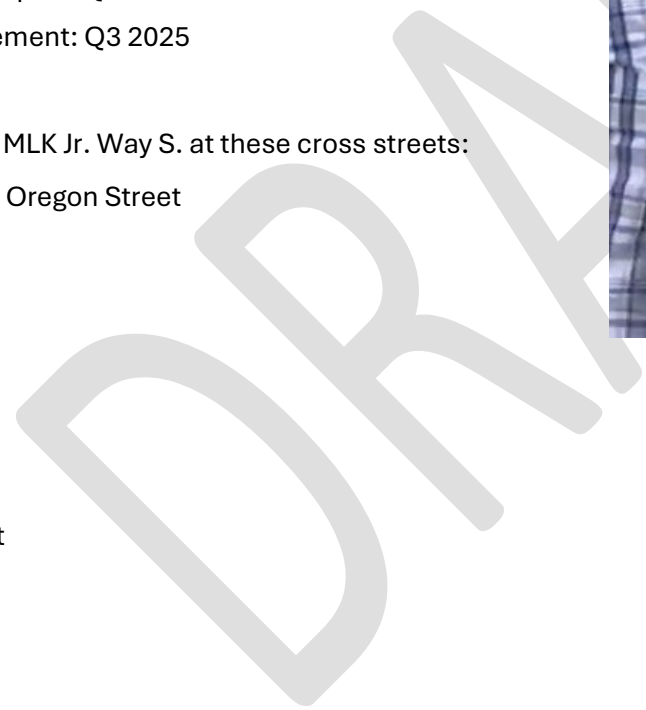 ement: Q3 2025
MLK Jr. Way S. at these cross streets:
Oregon Street
t
DRA